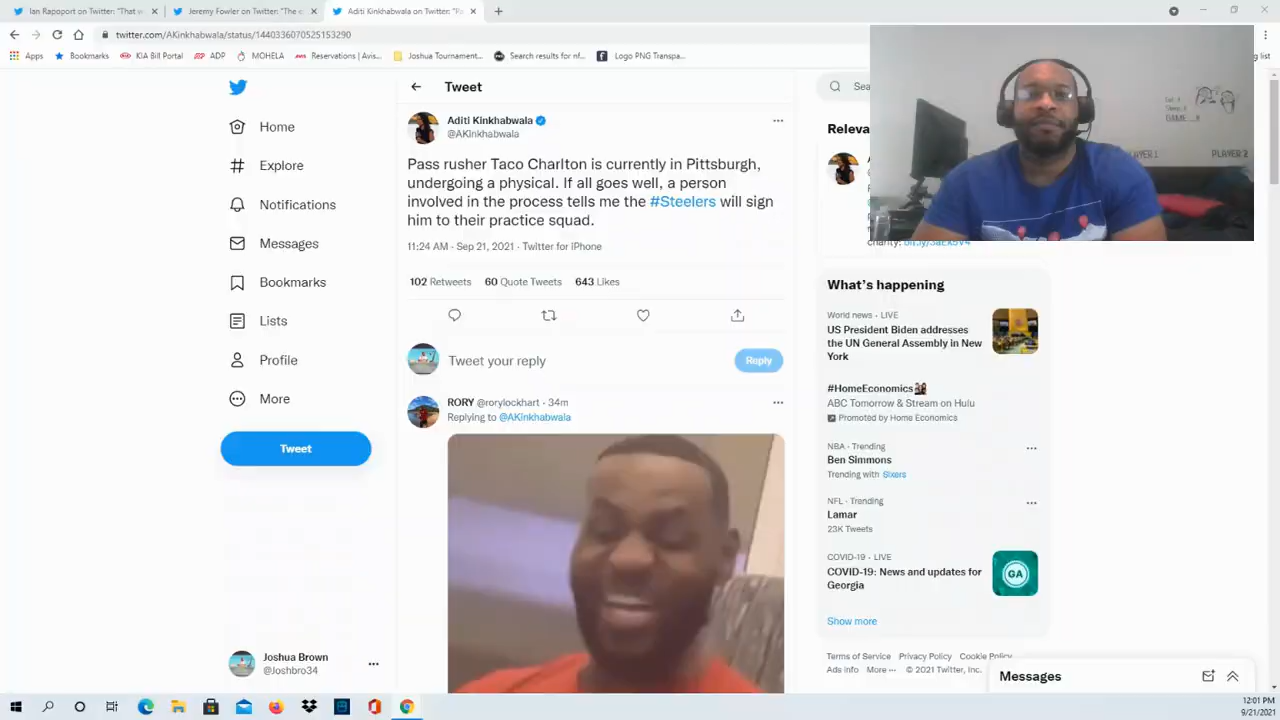 Ian Rapoport on Twitter: "That w
Jeremy Fowler on Twitter: "The c
Aditi Kinkhabwala on Twitter: "Pa
twitter.com/AKinkhabwala/status/1440336070525153290
Apps
Bookmarks
KIA Bill Portal
ADP
MOHELA
Reservations | Avis...
Joshua Tournament...
Search results for nf...
Logo PNG Transpa...
Tweet
Home
Explore
Notifications
Messages
Bookmarks
Lists
Profile
More
Tweet
Joshua Brown
@Joshbro34
Aditi Kinkhabwala
@AKinkhabwala
Pass rusher Taco Charlton is currently in Pittsburgh,
undergoing a physical. If all goes well, a person
involved in the process tells me the #Steelers will sign
him to their practice squad.
11:24 AM · Sep 21, 2021 · Twitter for iPhone
102 Retweets 60 Quote Tweets 643 Likes
Tweet your reply
Reply
RORY @rorylockhart · 34m
Replying to @AKinkhabwala
Sea
Releva
PLAYER 1
PLAYER 2
GAME
What's happening
World news · LIVE
US President Biden addresses
the UN General Assembly in New
York
#HomeEconomics
ABC Tomorrow & Stream on Hulu
Promoted by Home Economics
NBA · Trending
Ben Simmons
Trending with Sixers
NFL · Trending
Lamar
23K Tweets
COVID-19 · LIVE
COVID-19: News and updates for
Georgia
GA
Show more
Terms of Service Privacy Policy Cookie Policy
Ads info More ··· © 2021 Twitter, Inc.
Messages
12:01 PM
9/21/2021